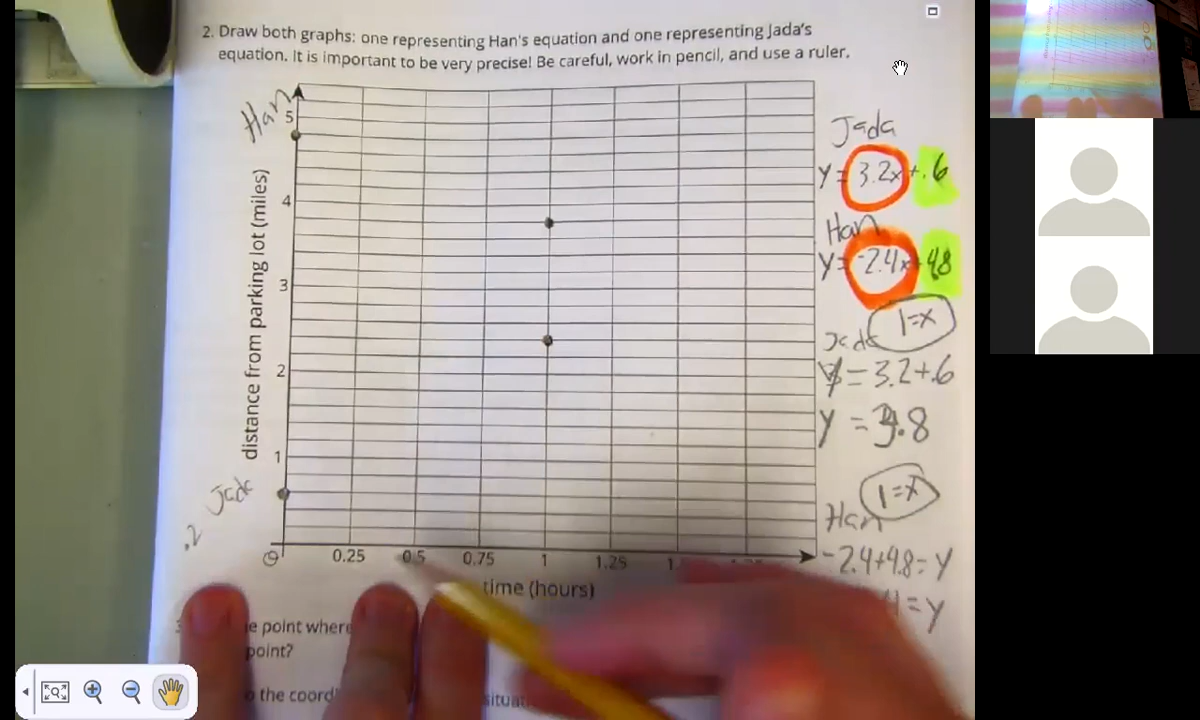 2. Draw both graphs: one representing Han's equation and one representing Jada's
equation. It is important to be very precise! Be careful, work in pencil, and use a ruler.
Han
5
4
3
2
1
distance from parking lot (miles)
Jada
.2
0.25 0.5 0.75 1 1.25
time (hours)
Jada
y = 3.2x + .6
Han
y = -2.4x + 4.8
1=x
Jada
y = 3.2 + .6
y = 3.8
1=x
Han
-2.4+4.8=y
=y
point where
point?
the